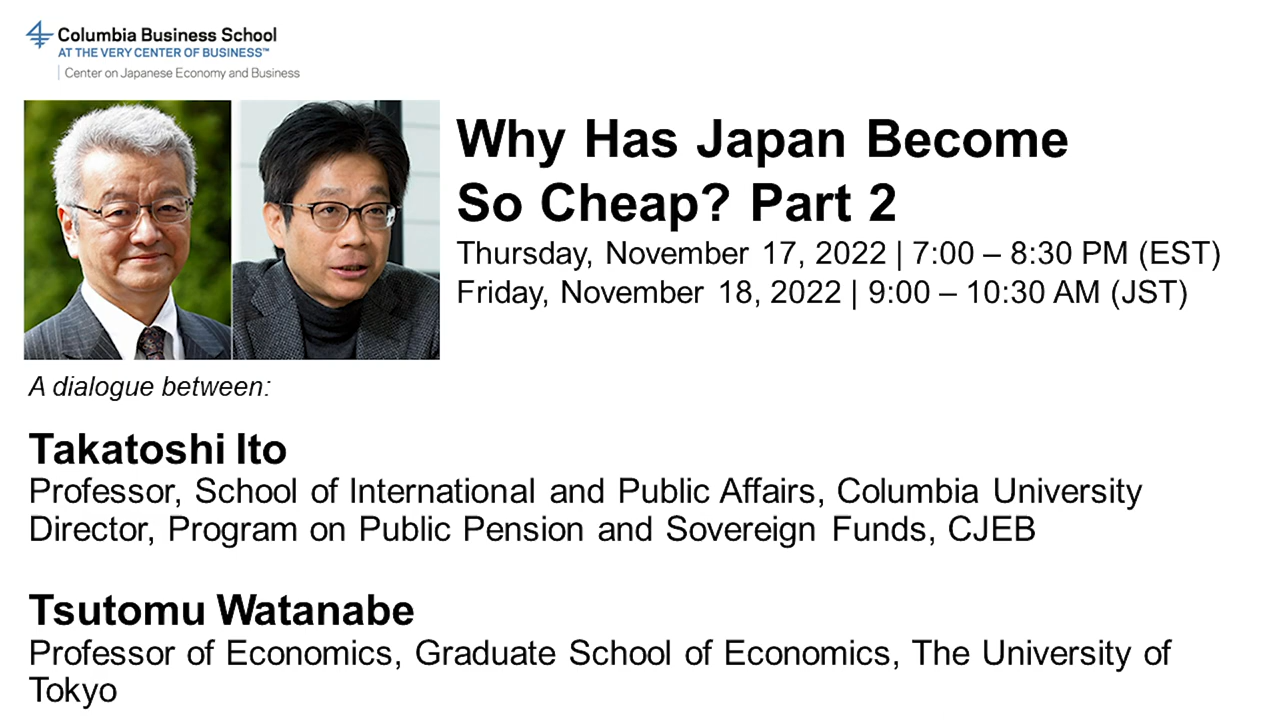 Columbia Business School
AT THE VERY CENTER OF BUSINESS™
Center on Japanese Economy and Business
Why Has Japan Become
So Cheap? Part 2
Thursday, November 17, 2022 | 7:00 – 8:30 PM (EST)
Friday, November 18, 2022 | 9:00 – 10:30 AM (JST)
A dialogue between:
Takatoshi Ito
Professor, School of International and Public Affairs, Columbia University
Director, Program on Public Pension and Sovereign Funds, CJEB
Tsutomu Watanabe
Professor of Economics, Graduate School of Economics, The University of
Tokyo